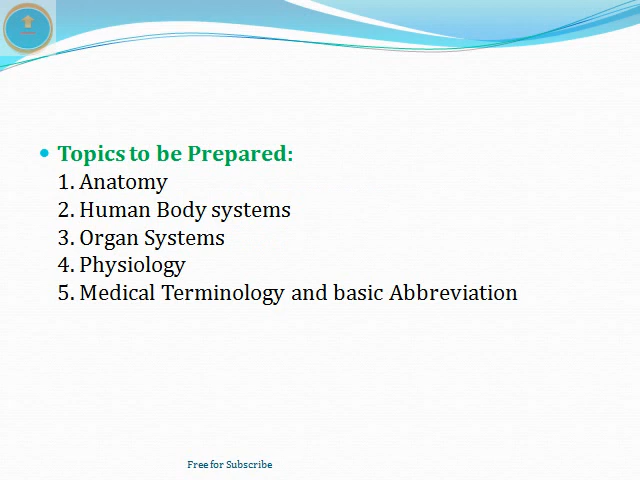 Topics to be Prepared:
1. Anatomy
2. Human Body systems
3. Organ Systems
4. Physiology
5. Medical Terminology and basic Abbreviation
Free for Subscribe